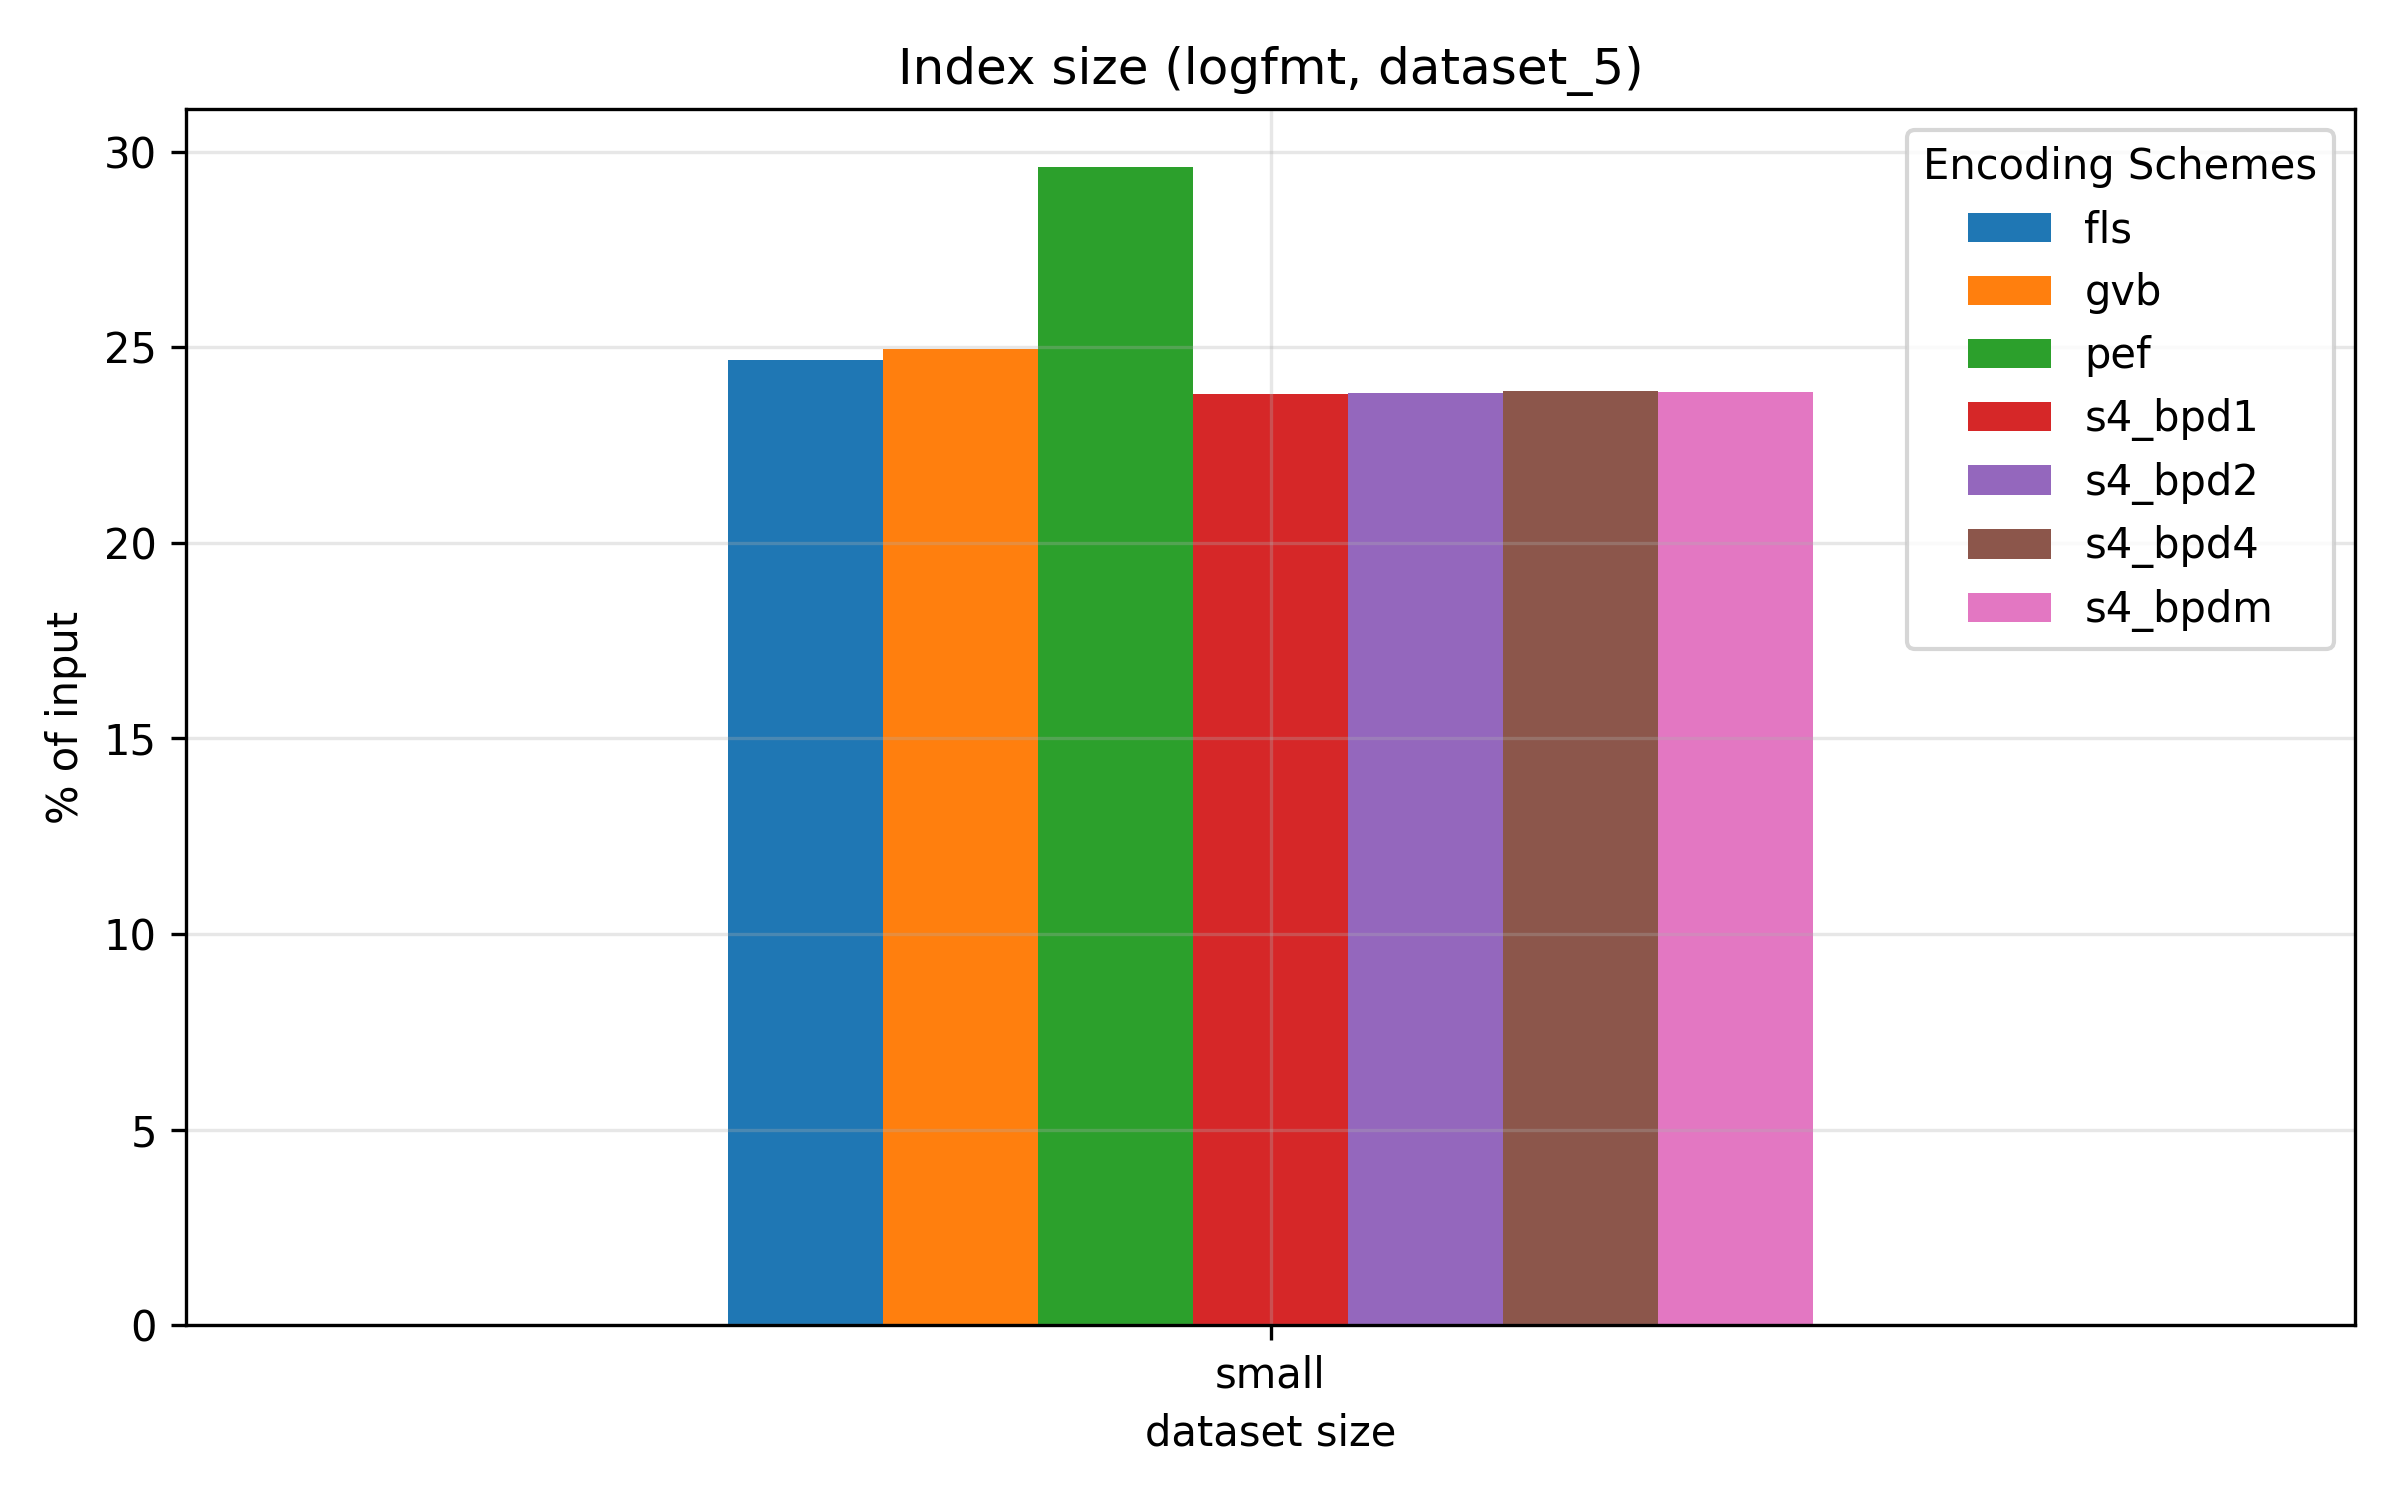 Index size (logfmt, dataset_5)
30
25
20
15
10
5
0
% of input
small
dataset size
Encoding Schemes
fls
gvb
pef
s4_bpd1
s4_bpd2
s4_bpd4
s4_bpdm